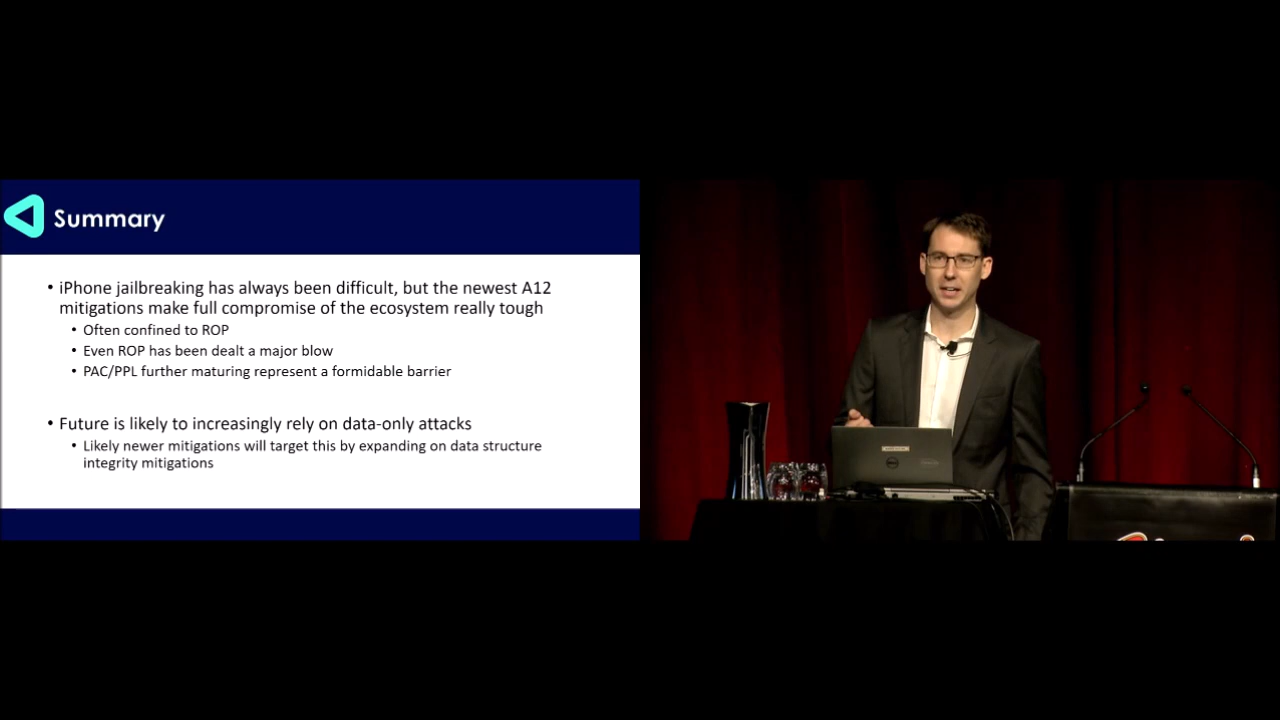 Summary
• iPhone jailbreaking has always been difficult, but the newest A12
mitigations make full compromise of the ecosystem really tough
• Often confined to ROP
• Even ROP has been dealt a major blow
• PAC/PPL further maturing represent a formidable barrier
• Future is likely to increasingly rely on data-only attacks
• Likely newer mitigations will target this by expanding on data structure
integrity mitigations
DELL